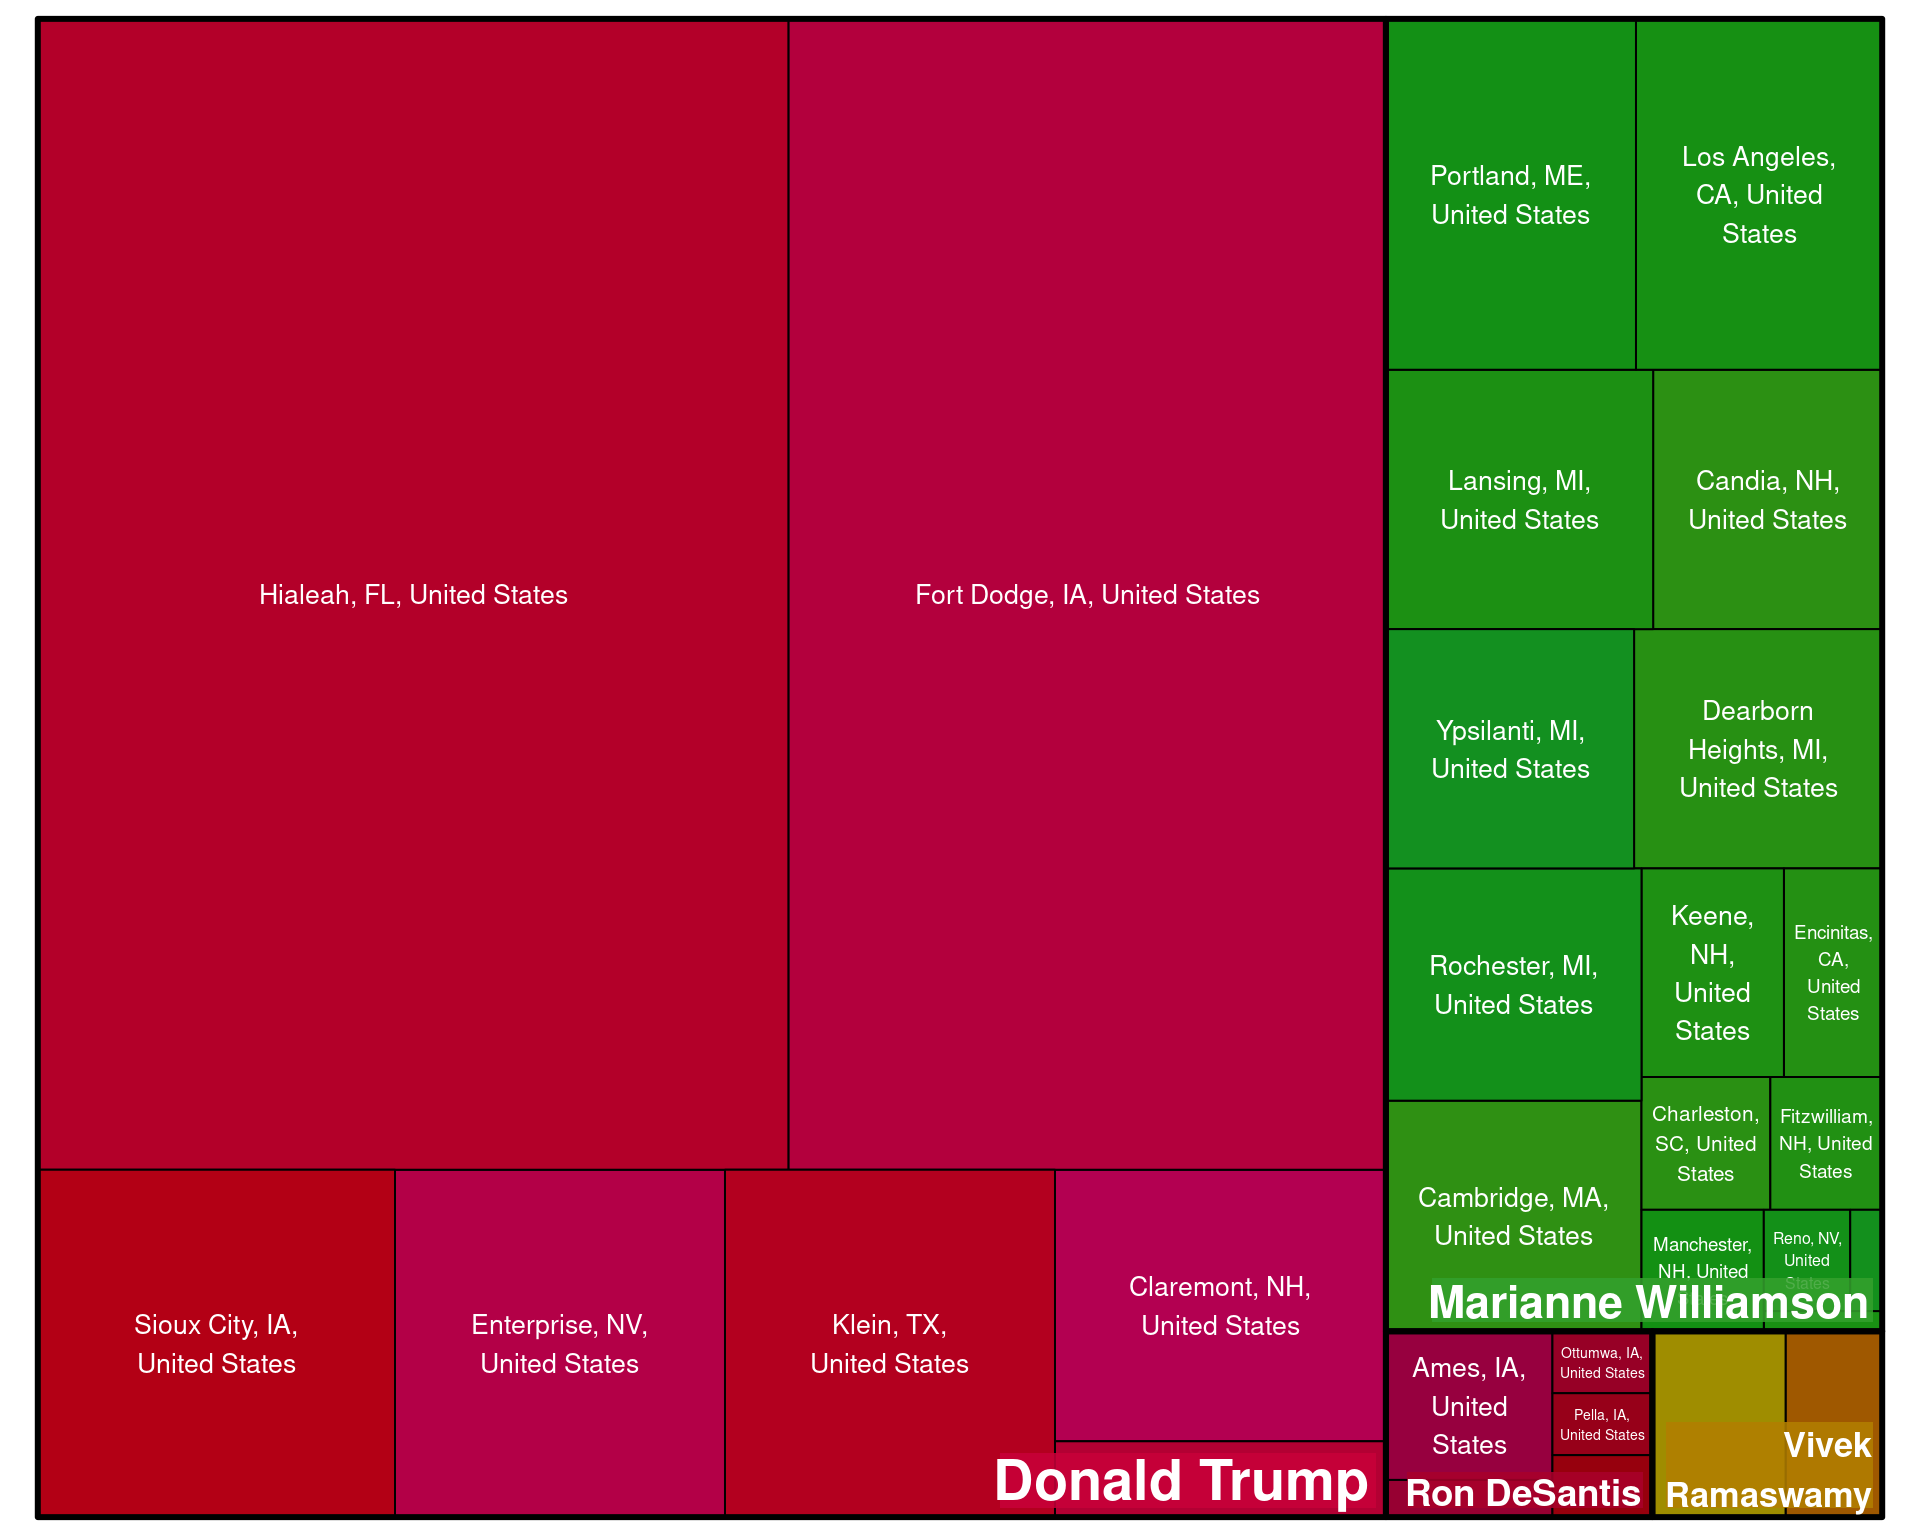 Hialeah, FL, United States
Fort Dodge, IA, United States
Sioux City, IA,
United States
Enterprise, NV,
United States
Klein, TX,
United States
Claremont, NH,
United States
Donald Trump
Portland, ME,
United States
Los Angeles,
CA, United
States
Lansing, MI,
United States
Candia, NH,
United States
Ypsilanti, MI,
United States
Dearborn
Heights, MI,
United States
Rochester, MI,
United States
Keene,
NH,
United
States
Encinitas,
CA,
United
States
Cambridge, MA,
United States
Charleston,
SC, United
States
Fitzwilliam,
NH, United
States
Manchester,
NH, United
Reno, NV,
United
States
Marianne Williamson
Ames, IA,
United
States
Ottumwa, IA,
United States
Pella, IA,
United States
Ron DeSantis
Vivek
Ramaswamy